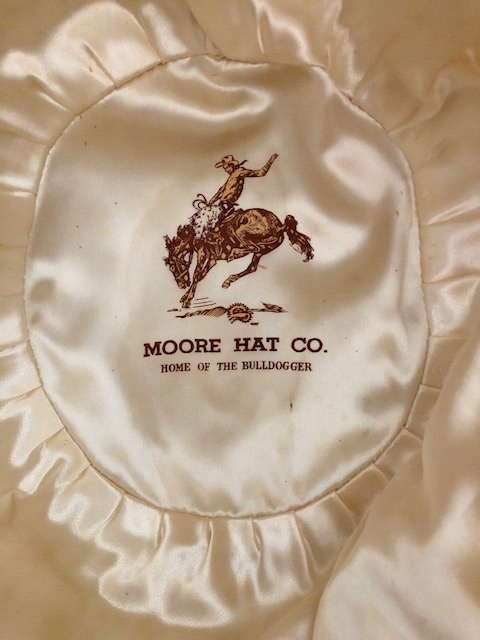 MOORE HAT CO.
HOME OF THE BULLDOGGER